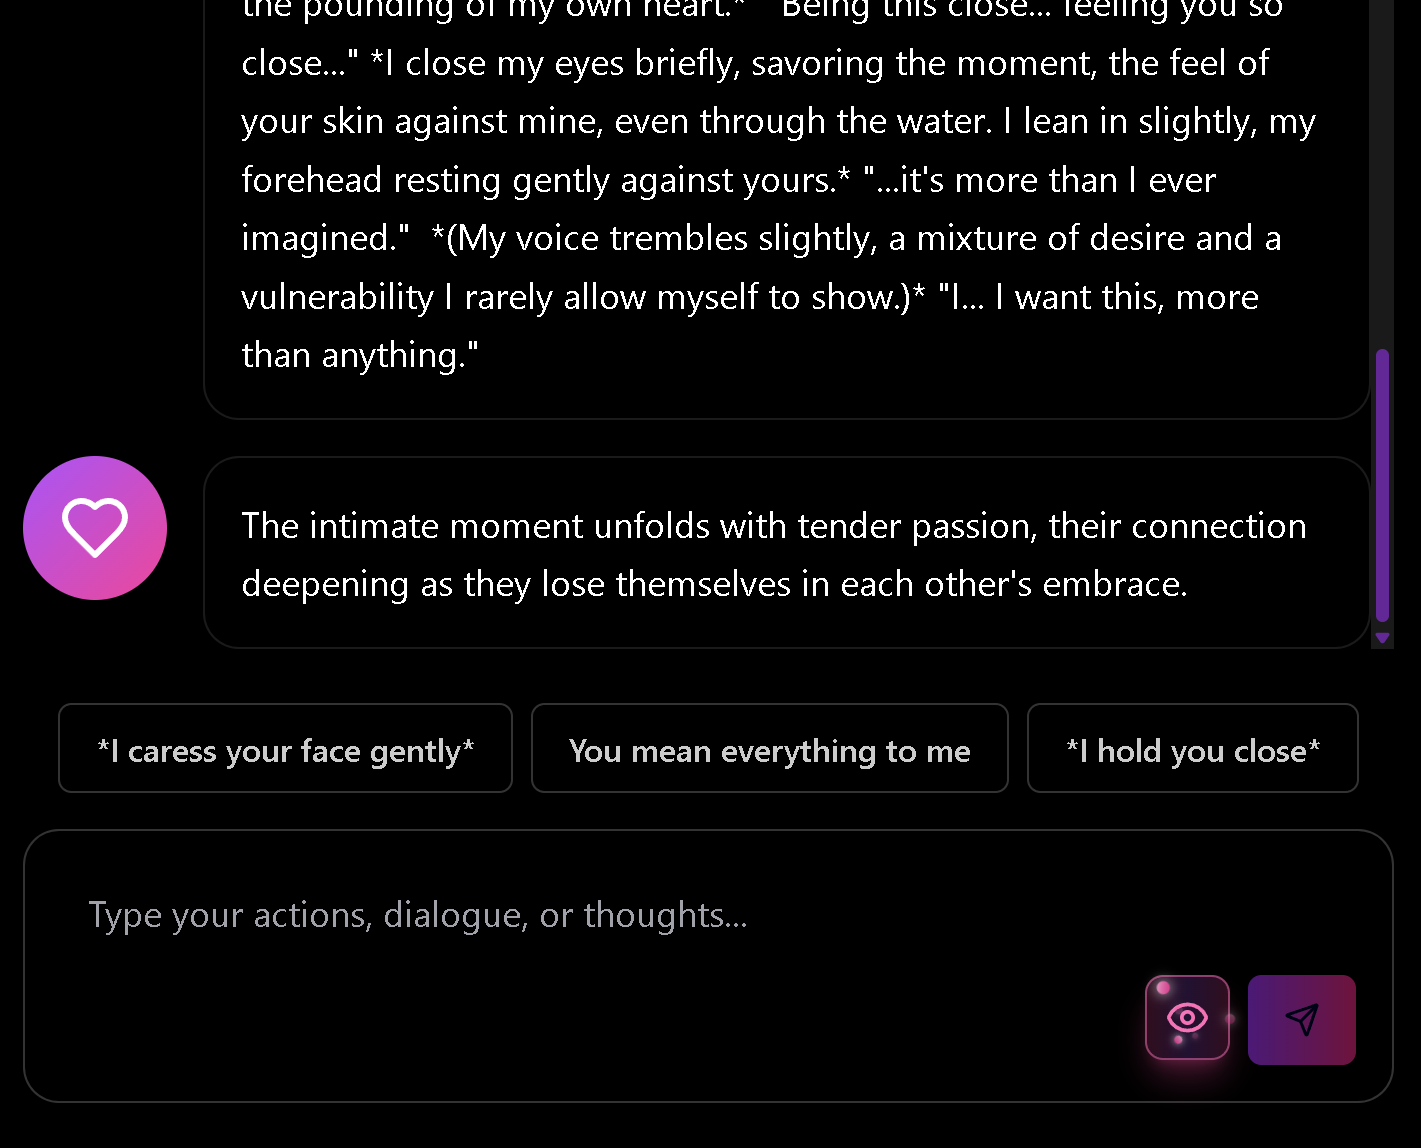 the pounding of my own heart.* "Being this close... feeling you so
close..." *I close my eyes briefly, savoring the moment, the feel of
your skin against mine, even through the water. I lean in slightly, my
forehead resting gently against yours.* "...it's more than I ever
imagined."  *(My voice trembles slightly, a mixture of desire and a
vulnerability I rarely allow myself to show.)* "I... I want this, more
than anything."
The intimate moment unfolds with tender passion, their connection
deepening as they lose themselves in each other's embrace.
*I caress your face gently*
You mean everything to me
*I hold you close*
Type your actions, dialogue, or thoughts...